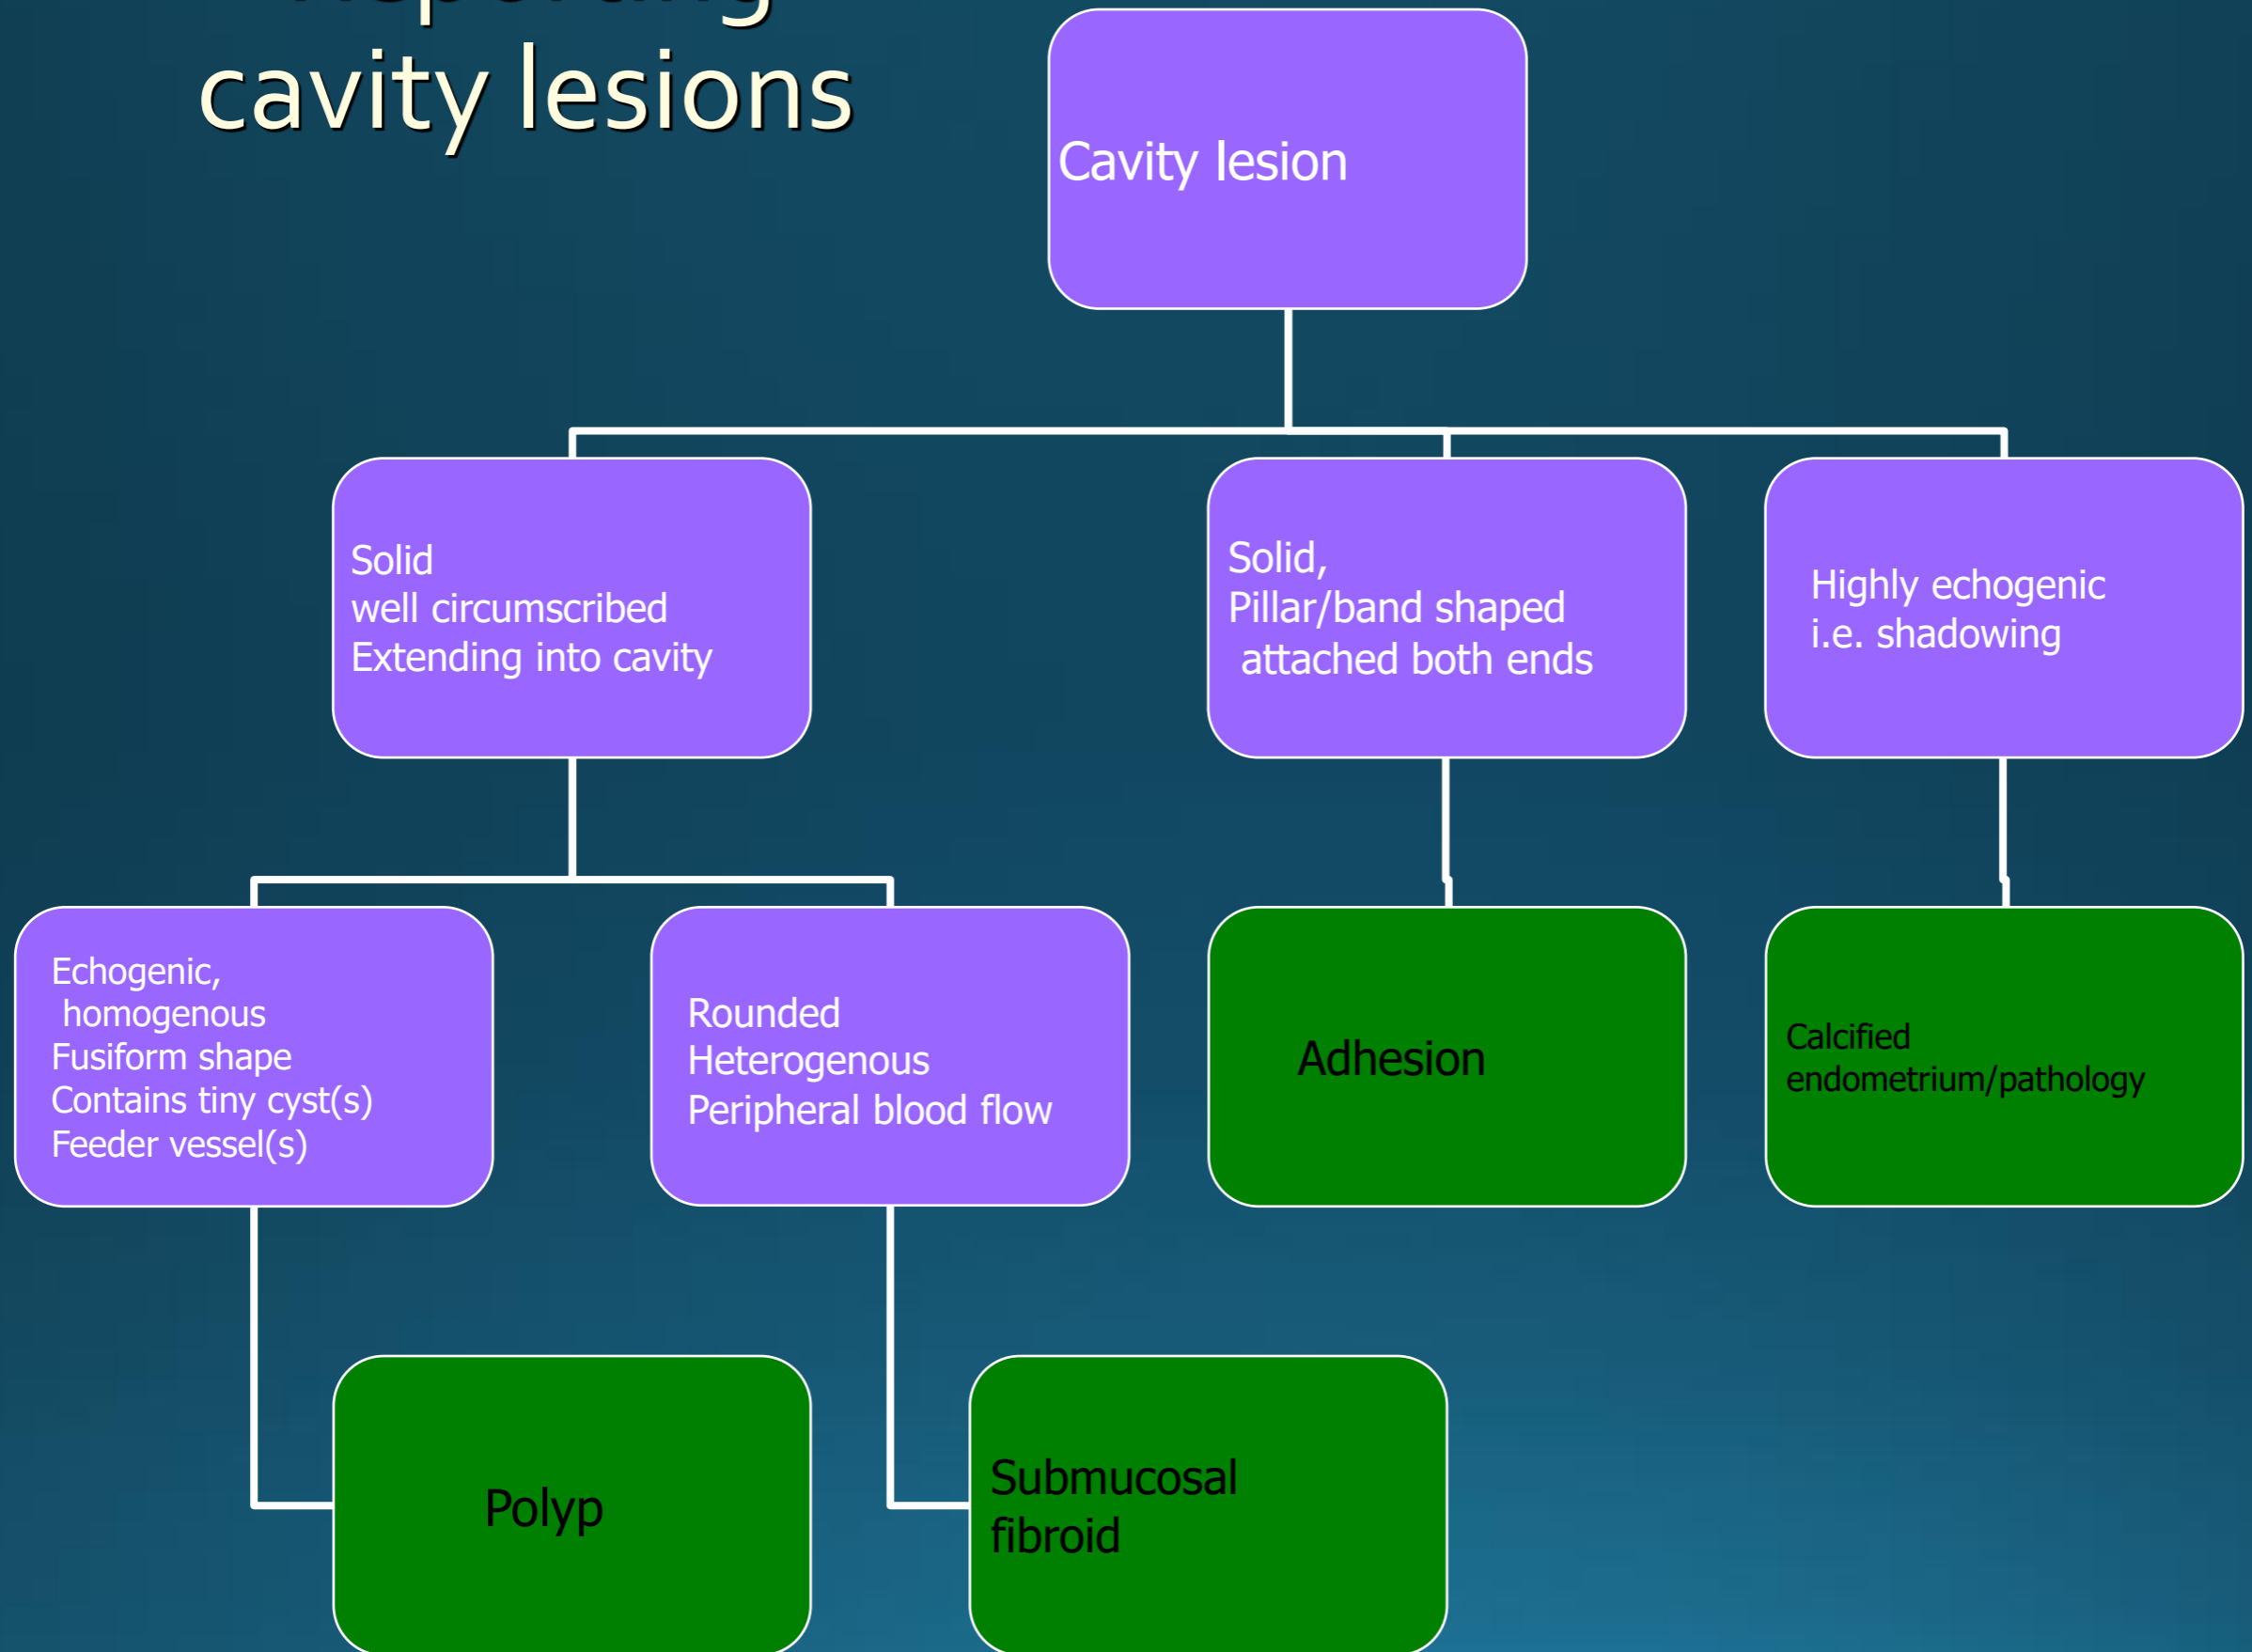 Reporting
cavity lesions
Cavity lesion
Solid
well circumscribed
Extending into cavity
Solid,
Pillar/band shaped
attached both ends
Highly echogenic
i.e. shadowing
Echogenic,
homogenous
Fusiform shape
Contains tiny cyst(s)
Feeder vessel(s)
Rounded
Heterogenous
Peripheral blood flow
Adhesion
Calcified
endometrium/pathology
Polyp
Submucosal
fibroid